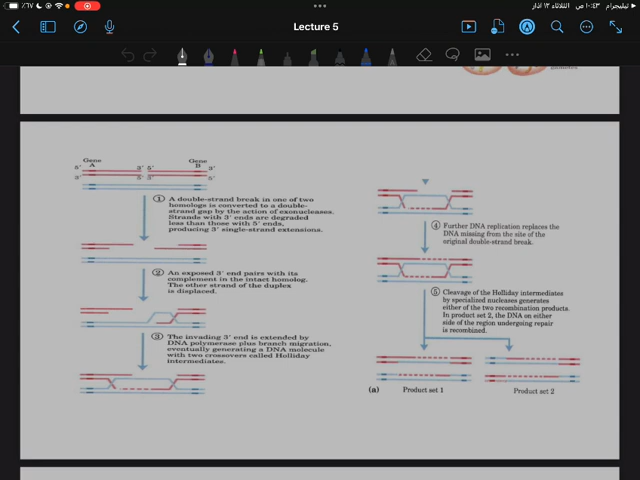 ٪٦٧
١٠:٤٣ ص الثلاثاء ١٢ آذار
تيليجرام
Lecture 5
Gene A
Gene B
5′ 3′ 5′ 3′
3′ 5′ 3′ 5′
① A double-strand break in one of two
homologs is converted to a double-
strand gap by the action of exonucleases.
Strands with 3′ ends are degraded
less than those with 5′ ends,
producing 3′ single-strand extensions.
② An exposed 3′ end pairs with its
complement in the intact homolog.
The other strand of the duplex
is displaced.
③ The invading 3′ end is extended by
DNA polymerase plus branch migration,
eventually generating a DNA molecule
with two crossovers called Holliday
intermediates.
④ Further DNA replication replaces the
DNA missing from the site of the
original double-strand break.
⑤ Cleavage of the Holliday intermediates
by specialized nucleases generates
either of the two recombination products.
In product set 2, the DNA on either
side of the region undergoing repair
is recombined.
(a) Product set 1 Product set 2